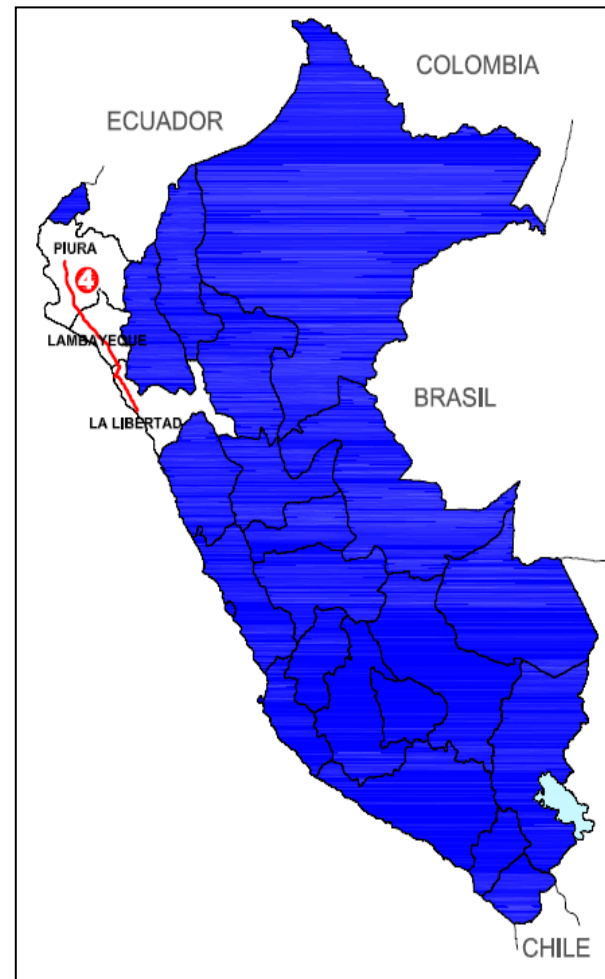 COLOMBIA
ECUADOR
PIURA
4
LAMBAYEQUE
BRASIL
LA LIBERTAD
CHILE